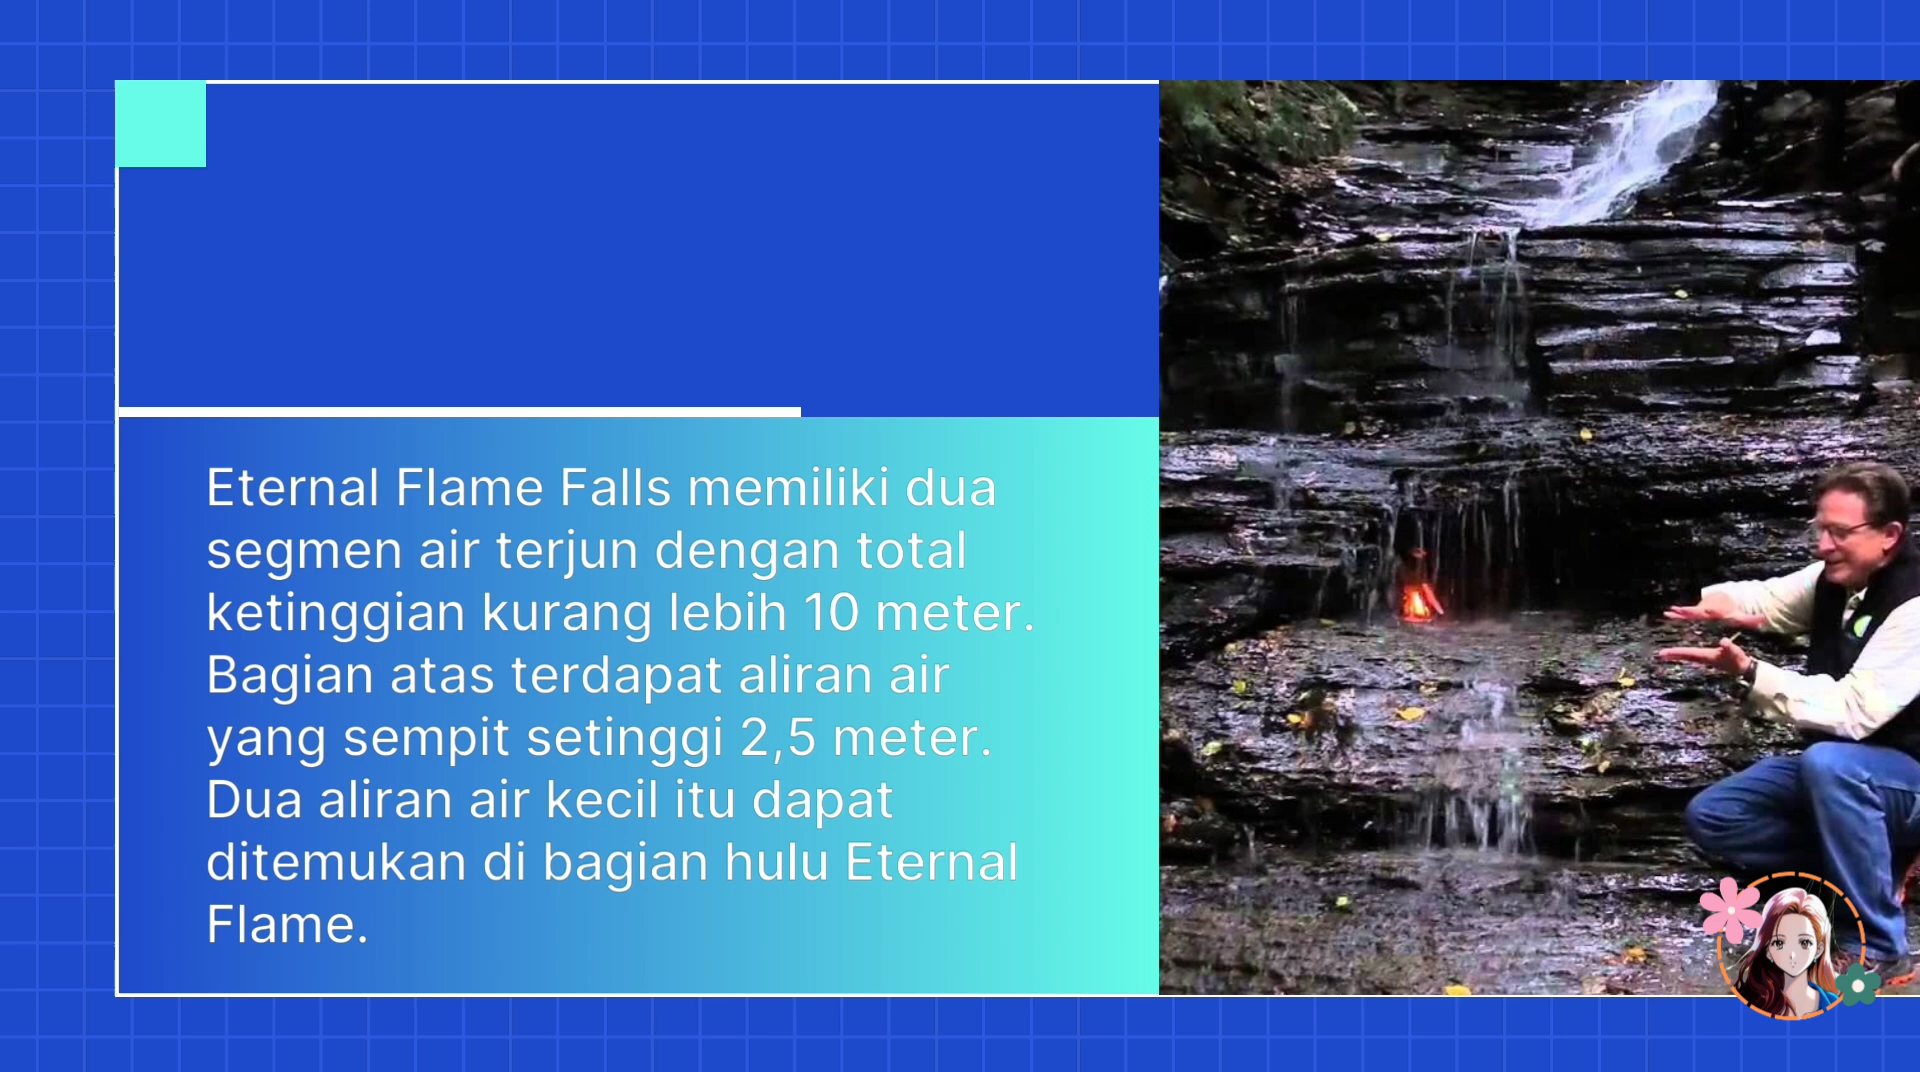 Eternal Flame Falls memiliki dua
segmen air terjun dengan total
ketinggian kurang lebih 10 meter.
Bagian atas terdapat aliran air
yang sempit setinggi 2,5 meter.
Dua aliran air kecil itu dapat
ditemukan di bagian hulu Eternal
Flame.